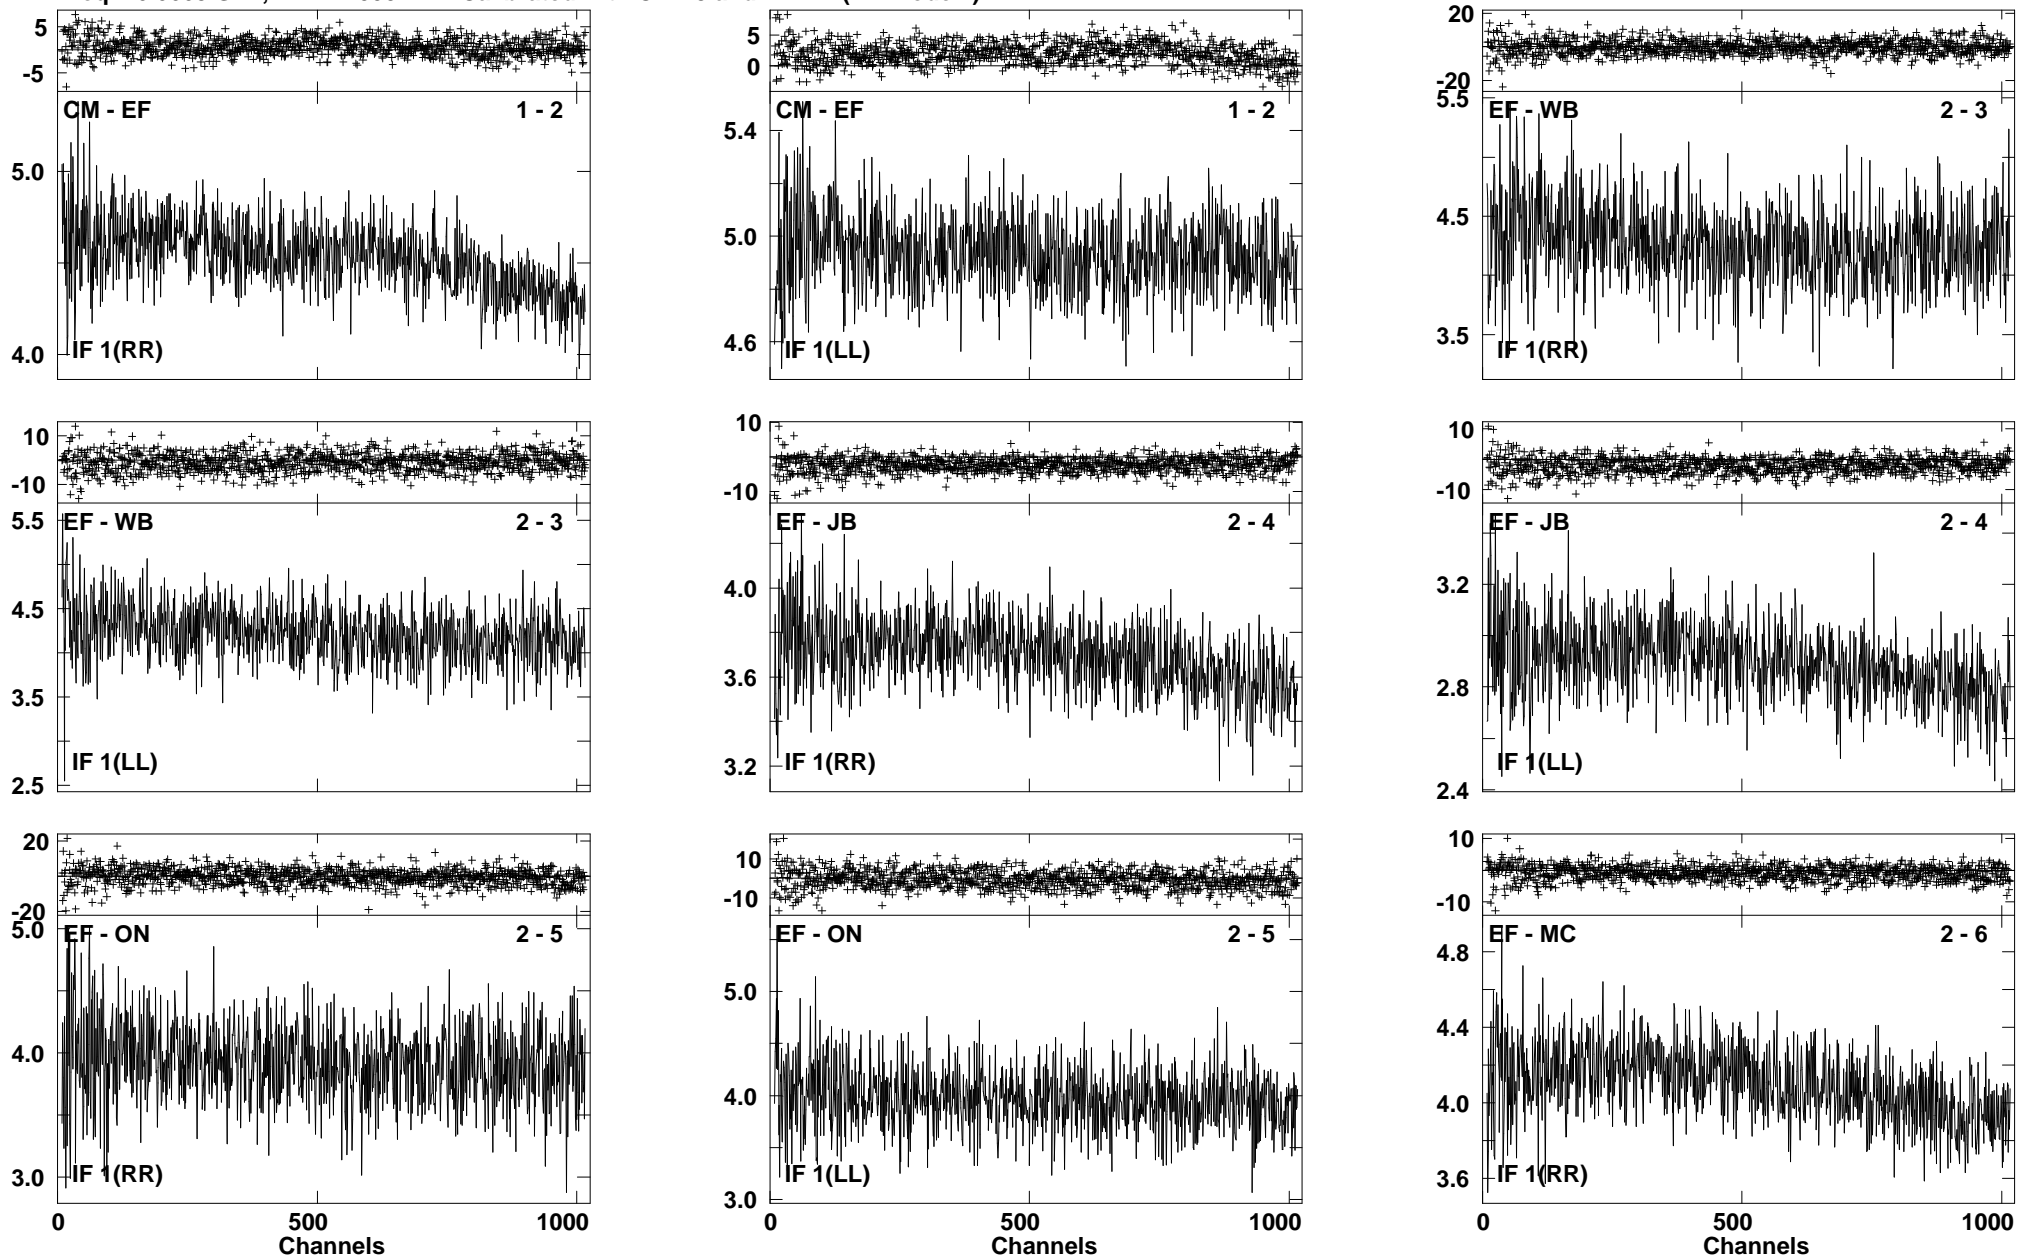 5
-5
CM - EF 1 - 2
5.0
4.0
IF 1(RR)
5
0
CM - EF 1 - 2
5.4
5.0
4.6
IF 1(LL)
20
-20
5.5
EF - WB 2 - 3
4.5
3.5
IF 1(RR)
10
-10
5.5
EF - WB 2 - 3
4.5
3.5
IF 1(LL)
2.5
10
-10
EF - JB 2 - 4
4.0
3.6
3.2
IF 1(RR)
10
-10
EF - JB 2 - 4
3.2
2.8
IF 1(LL)
2.4
20
-20
5.0
EF - ON 2 - 5
4.0
3.0
IF 1(RR)
0 500 1000
Channels
10
-10
EF - ON 2 - 5
5.0
4.0
IF 1(LL)
3.0
0 500 1000
Channels
10
-10
EF - MC 2 - 6
4.8
4.4
4.0
3.6
IF 1(RR)
0 500 1000
Channels